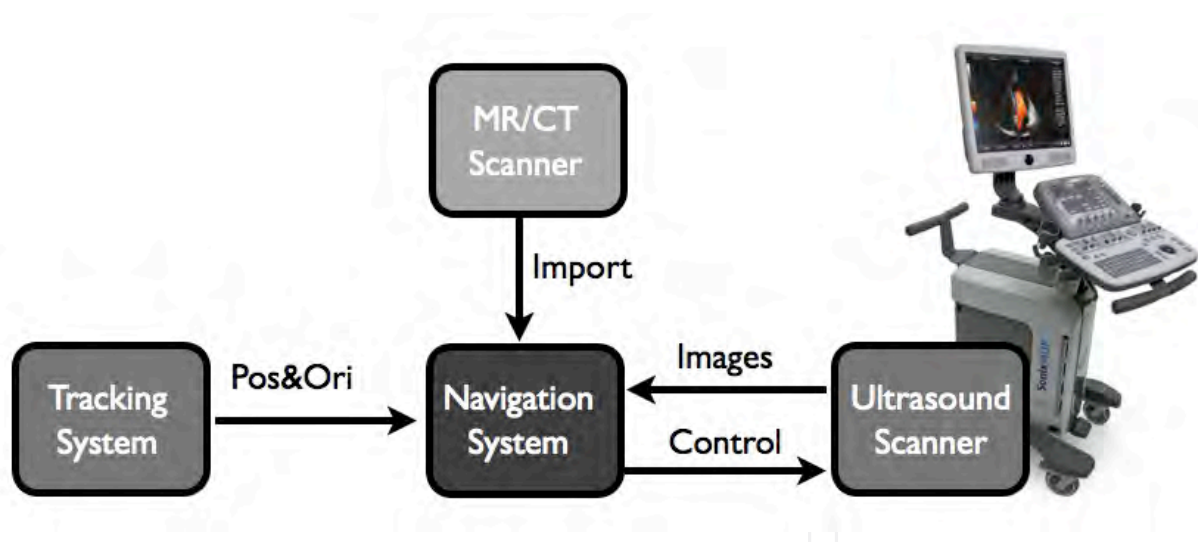 MR/CT
Scanner
Import
Tracking
System
Pos&Ori
Navigation
System
Images
Control
Ultrasound
Scanner